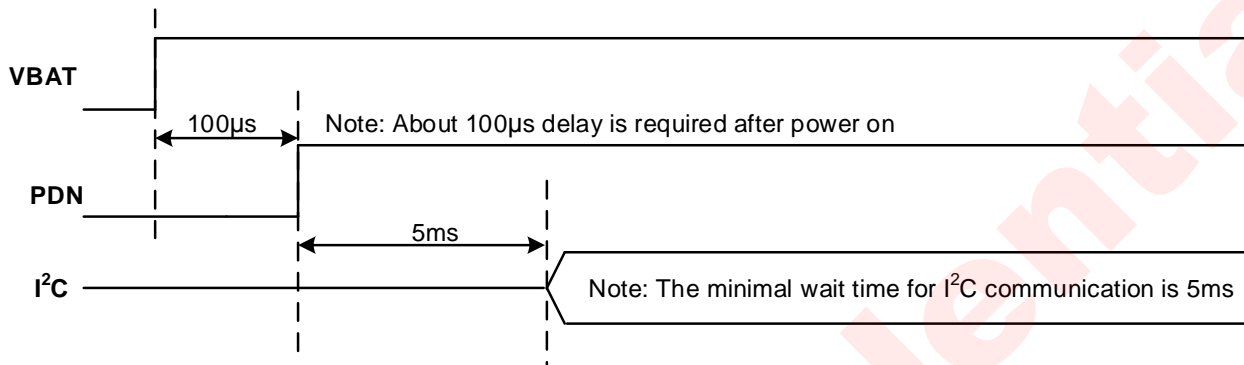 VBAT
100µs
Note: About 100µs delay is required after power on
PDN
5ms
I²C
Note: The minimal wait time for I²C communication is 5ms